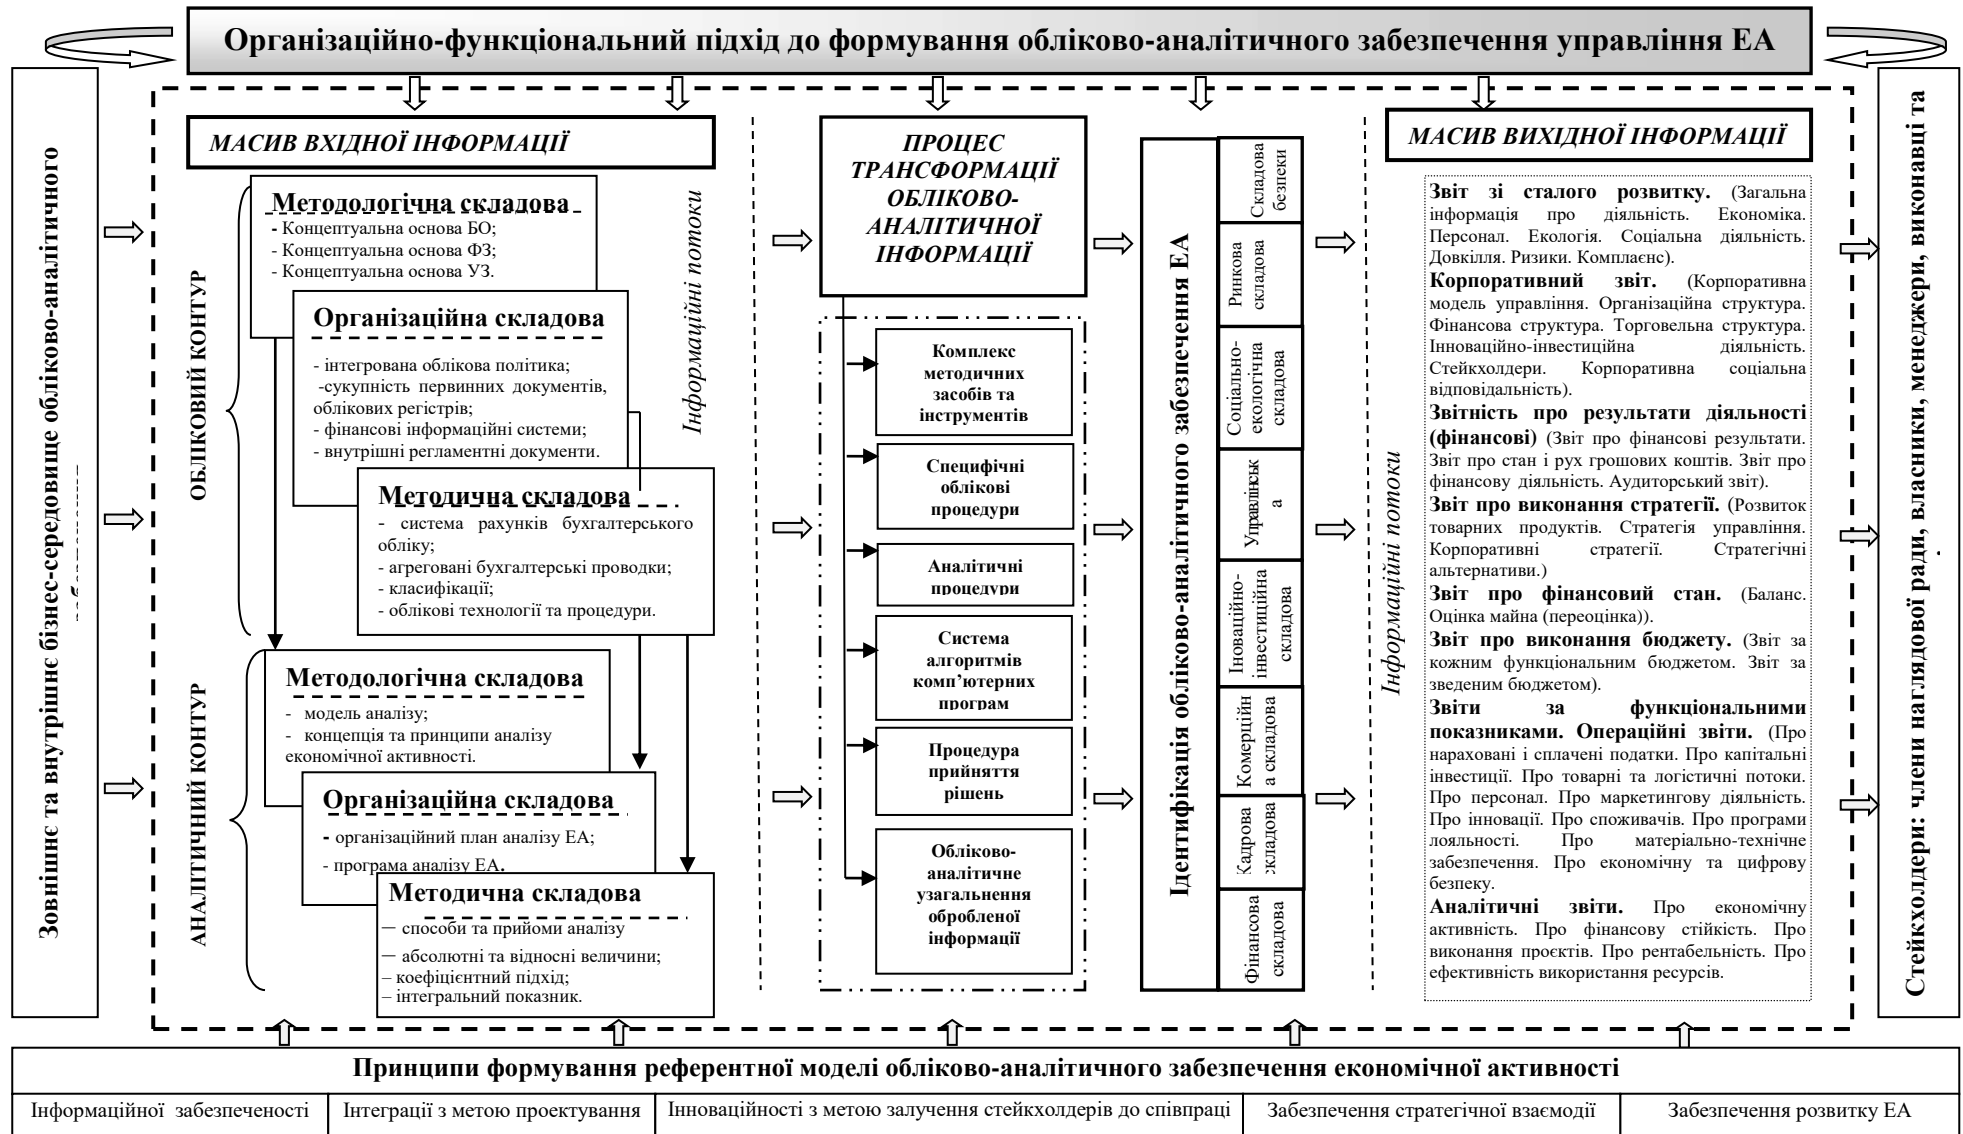 Організаційно-функціональний підхід до формування обліково-аналітичного забезпечення управління ЕА
Зовнішнє та внутрішнє бізнес-середовище обліково-аналітичного
МАСИВ ВХІДНОЇ ІНФОРМАЦІЇ
ОБЛІКОВИЙ КОНТУР
Методологічна складова
- Концептуальна основа БО;
- Концептуальна основа ФЗ;
- Концептуальна основа УЗ.
Організаційна складова
- інтегрована облікова політика;
-сукупність первинних документів,
облікових регістрів;
- фінансові інформаційні системи;
- внутрішні регламентні документи.
Методична складова
- система рахунків бухгалтерського
обліку;
- агреговані бухгалтерські проводки;
- класифікації;
- облікові технології та процедури.
АНАЛІТИЧНИЙ КОНТУР
Методологічна складова
- модель аналізу;
- концепція та принципи аналізу
економічної активності.
Організаційна складова
- організаційний план аналізу ЕА;
- програма аналізу ЕА.
Методична складова
– способи та прийоми аналізу
– абсолютні та відносні величини;
– коефіцієнтний підхід;
– інтегральний показник.
Інформаційні потоки
ПРОЦЕС
ТРАНСФОРМАЦІЇ
ОБЛІКОВО-
АНАЛІТИЧНОЇ
ІНФОРМАЦІЇ
Комплекс
методичних
засобів та
інструментів
Специфічні
облікові
процедури
Аналітичні
процедури
Система
алгоритмів
комп’ютерних
програм
Процедура
прийняття
рішень
Обліково-
аналітичне
узагальнення
обробленої
інформації
Ідентифікація обліково-аналітичного забезпечення ЕА
Складова
безпеки
Ринкова
складова
Соціально-
екологічна
складова
Управлінськ
а
Іноваційно-
інвестиційна
складова
Комерційн
а складова
Кадрова
складова
Фінансова
складова
Інформаційні потоки
МАСИВ ВИХІДНОЇ ІНФОРМАЦІЇ
Звіт зі сталого розвитку. (Загальна
інформація про діяльність. Економіка.
Персонал. Екологія. Соціальна діяльність.
Довкілля. Ризики. Комплаєнс).
Корпоративний звіт. (Корпоративна
модель управління. Організаційна структура.
Фінансова структура. Торговельна структура.
Інноваційно-інвестиційна діяльність.
Стейкхолдери. Корпоративна соціальна
відповідальність).
Звітність про результати діяльності
(фінансові) (Звіт про фінансові результати.
Звіт про стан і рух грошових коштів. Звіт про
фінансову діяльність. Аудиторський звіт).
Звіт про виконання стратегії. (Розвиток
товарних продуктів. Стратегія управління.
Корпоративні стратегії. Стратегічні
альтернативи.)
Звіт про фінансовий стан. (Баланс.
Оцінка майна (переоцінка)).
Звіт про виконання бюджету. (Звіт за
кожним функціональним бюджетом. Звіт за
зведеним бюджетом).
Звіти за функціональними
показниками. Операційні звіти. (Про
нараховані і сплачені податки. Про капітальні
інвестиції. Про товарні та логістичні потоки.
Про персонал. Про маркетингову діяльність.
Про інновації. Про споживачів. Про програми
лояльності. Про матеріально-технічне
забезпечення. Про економічну та цифрову
безпеку.
Аналітичні звіти. Про економічну
активність. Про фінансову стійкість. Про
виконання проєктів. Про рентабельність. Про
ефективність використання ресурсів.
Стейкхолдери: члени наглядової ради, власники, менеджери, виконавці та
Принципи формування референтної моделі обліково-аналітичного забезпечення економічної активності
Інформаційної забезпеченості
Інтеграції з метою проектування
Інноваційності з метою залучення стейкхолдерів до співпраці
Забезпечення стратегічної взаємодії
Забезпечення розвитку ЕА